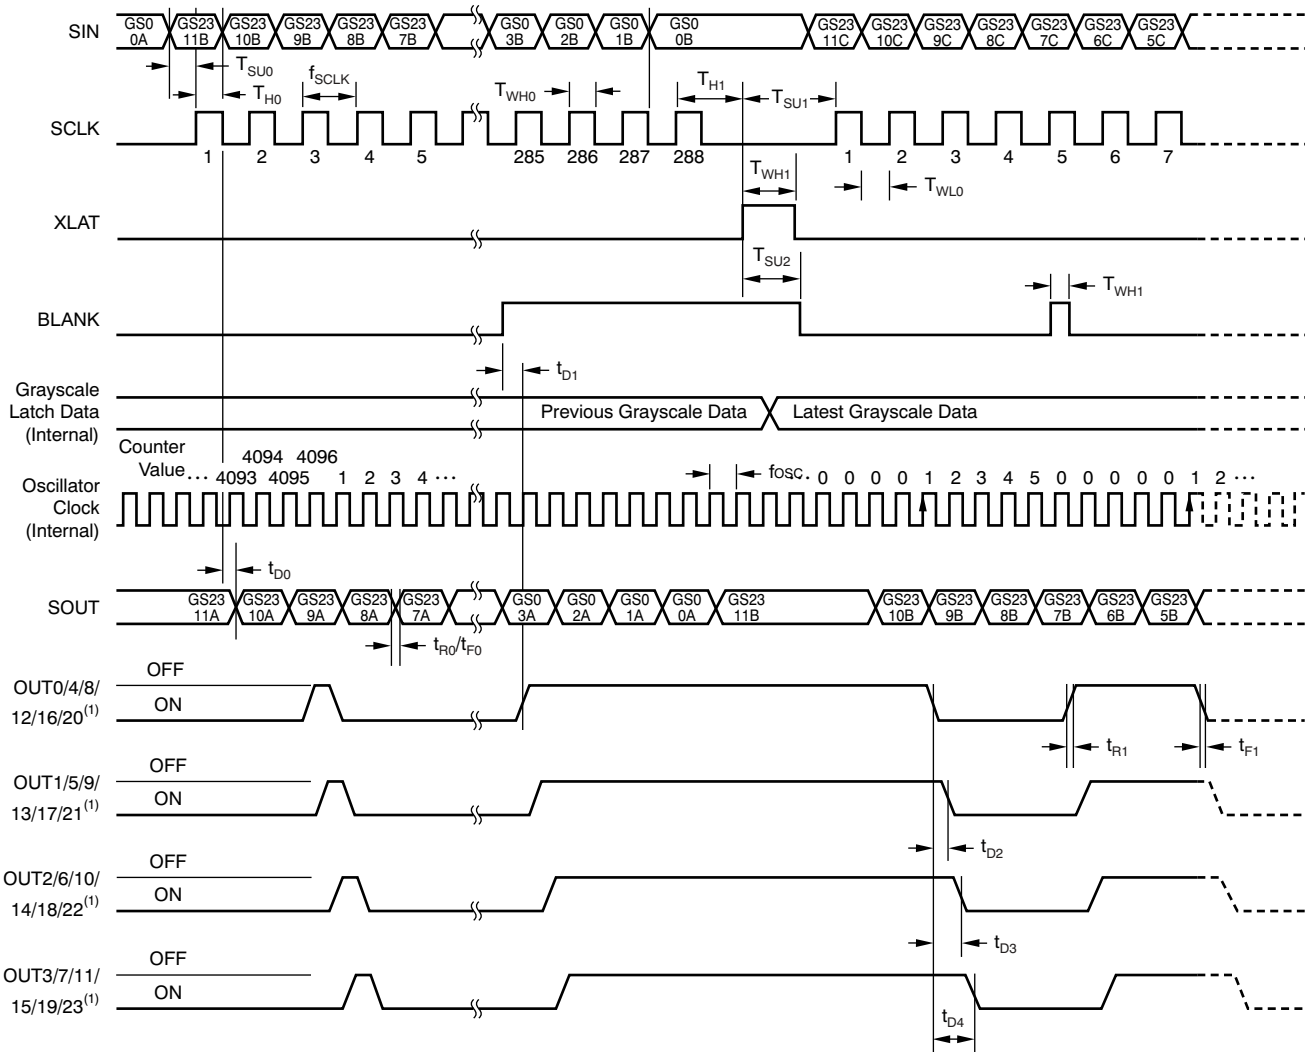 SIN
GS0 0A GS23 11B GS23 10B GS23 9B GS23 8B GS23 7B GS0 3B GS0 2B GS0 1B GS0 0B GS23 11C GS23 10C GS23 9C GS23 8C GS23 7C GS23 6C GS23 5C
TSU0 fSCLK
TH0 TWH0 TH1 TSU1
SCLK
1 2 3 4 5 285 286 287 288 1 2 3 4 5 6 7
TWH1 TWL0
XLAT
TSU2
TWH1
BLANK
tD1
Grayscale
Latch Data
(Internal)
Previous Grayscale Data Latest Grayscale Data
Counter
Value
... 4093 4094 4095 4096 1 2 3 4 ... fosc ... 0 0 0 0 1 2 3 4 5 0 0 0 0 0 1 2 ...
Oscillator
Clock
(Internal)
tD0
SOUT
GS23 11A GS23 10A GS23 9A GS23 8A GS23 7A GS0 3A GS0 2A GS0 1A GS0 0A GS23 11B GS23 10B GS23 9B GS23 8B GS23 7B GS23 6B GS23 5B
tR0/tF0
OFF
OUT0/4/8/
12/16/20(1)
ON
tR1 tF1
OFF
OUT1/5/9/
13/17/21(1)
ON
tD2
OFF
OUT2/6/10/
14/18/22(1)
ON
tD3
OFF
OUT3/7/11/
15/19/23(1)
ON
tD4